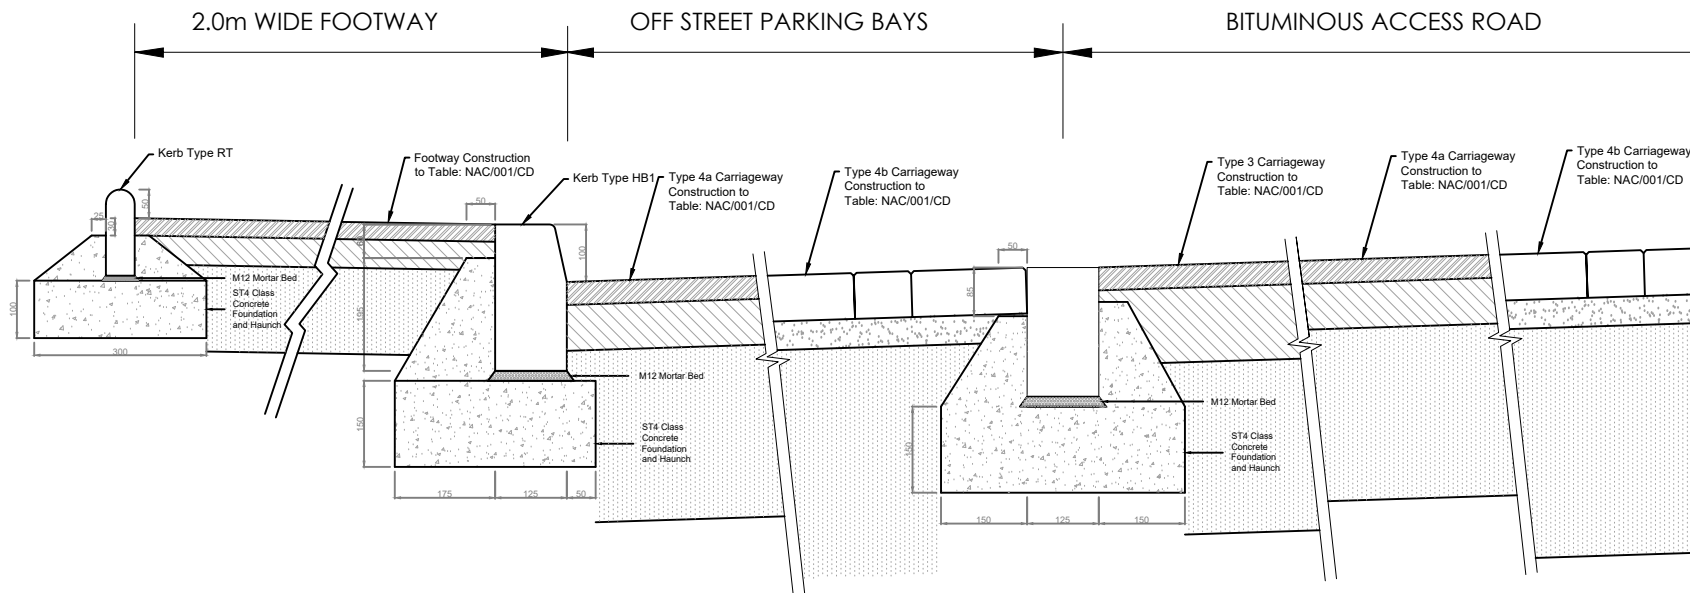 2.0m WIDE FOOTWAY
OFF STREET PARKING BAYS
BITUMINOUS ACCESS ROAD
Kerb Type RT
Footway Construction
to Table: NAC/001/CD
Kerb Type HB1
Type 4a Carriageway
Construction to
Table: NAC/001/CD
Type 4b Carriageway
Construction to
Table: NAC/001/CD
Type 3 Carriageway
Construction to
Table: NAC/001/CD
Type 4a Carriageway
Construction to
Table: NAC/001/CD
Type 4b Carriageway
Construction to
Table: NAC/001/CD
25
30
50
50
100
195
50
85
M12 Mortar Bed
ST4 Class
Concrete
Foundation
and Haunch
100
300
M12 Mortar Bed
ST4 Class
Concrete
Foundation
and Haunch
150
175
125
50
M12 Mortar Bed
ST4 Class
Concrete
Foundation
and Haunch
150
150
125
150